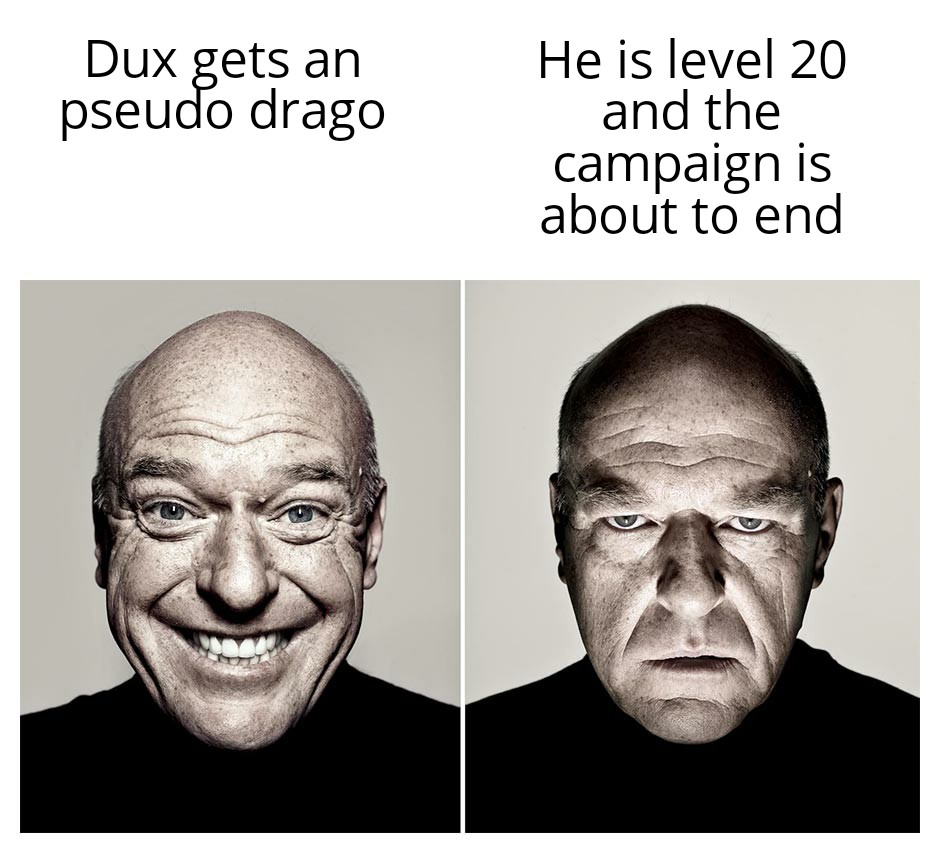 Dux gets an
pseudo drago
He is level 20
and the
campaign is
about to end